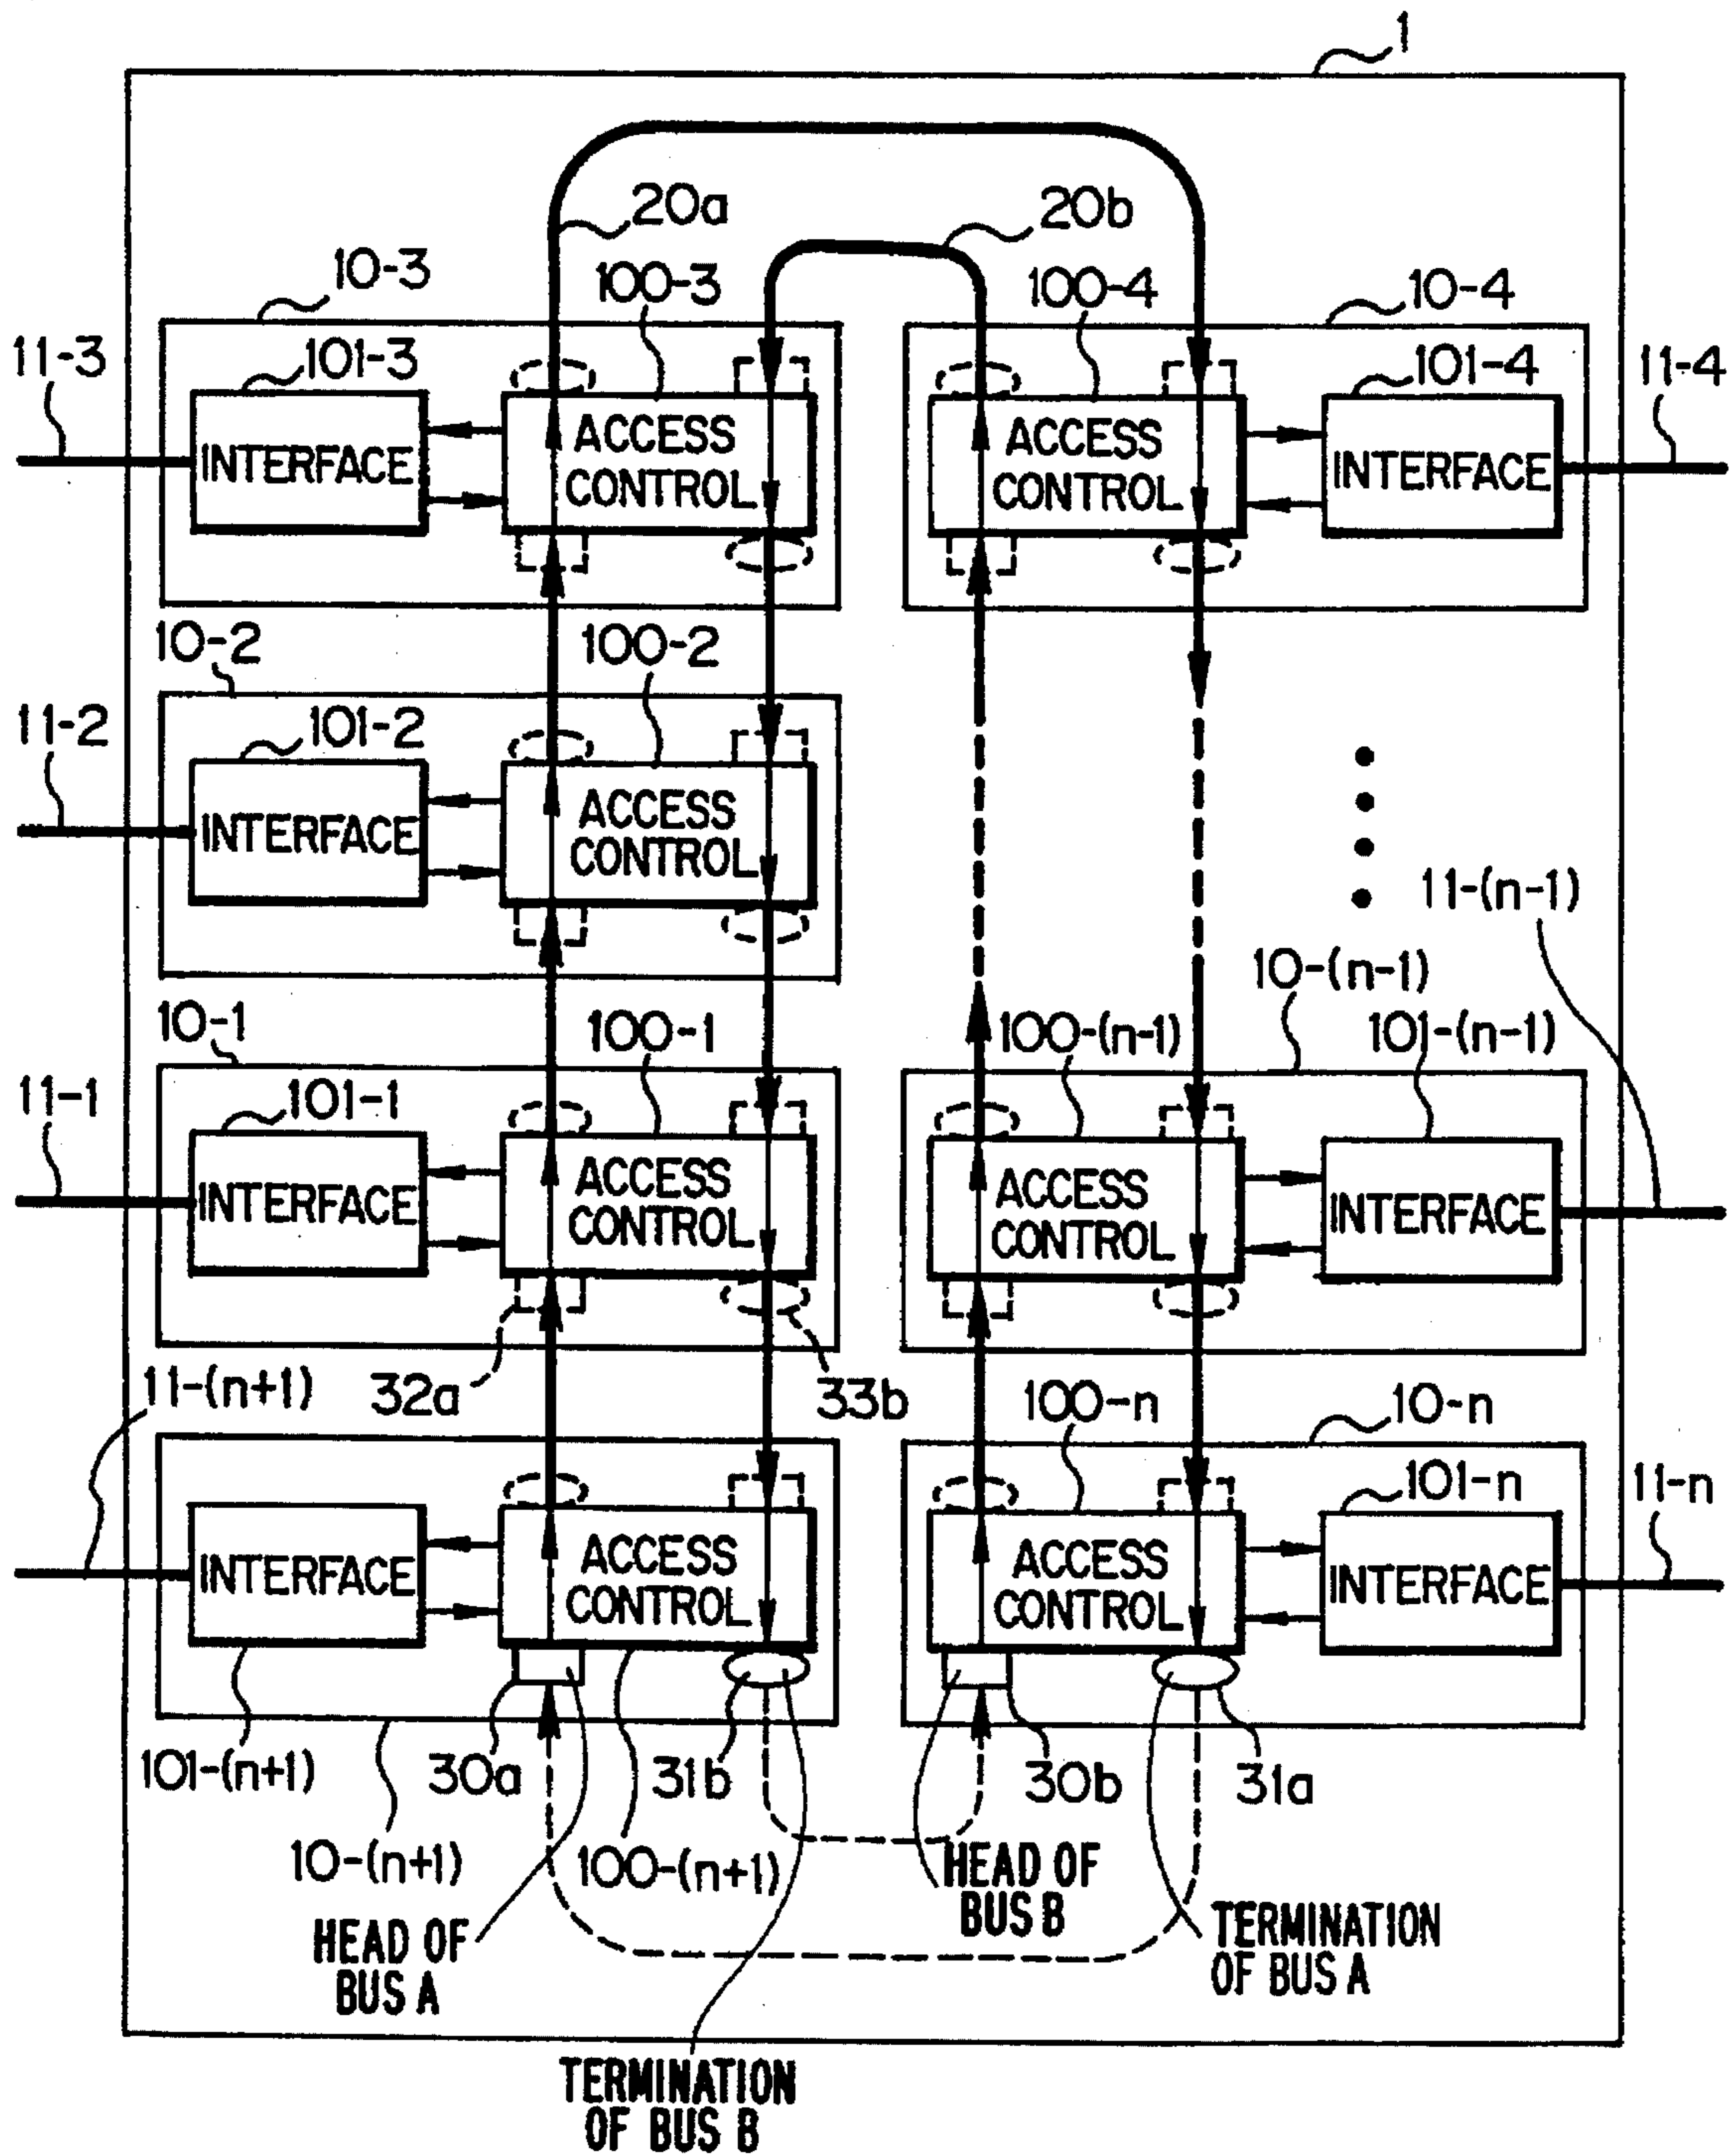 1
20a
20b
10-3
100-3
100-4
10-4
11-3
101-3
101-4
11-4
INTERFACE
ACCESS
CONTROL
ACCESS
CONTROL
INTERFACE
10-2
100-2
11-2
101-2
INTERFACE
ACCESS
CONTROL
11-(n-1)
10-(n-1)
10-1
100-1
100-(n-1)
101-(n-1)
11-1
101-1
INTERFACE
ACCESS
CONTROL
ACCESS
CONTROL
INTERFACE
32a
33b
11-(n+1)
100-n
10-n
101-n
11-n
INTERFACE
ACCESS
CONTROL
ACCESS
CONTROL
INTERFACE
101-(n+1)
30a
31b
30b
31a
10-(n+1)
100-(n+1)
HEAD OF
BUS A
HEAD OF
BUS B
TERMINATION
OF BUS A
TERMINATION
OF BUS B